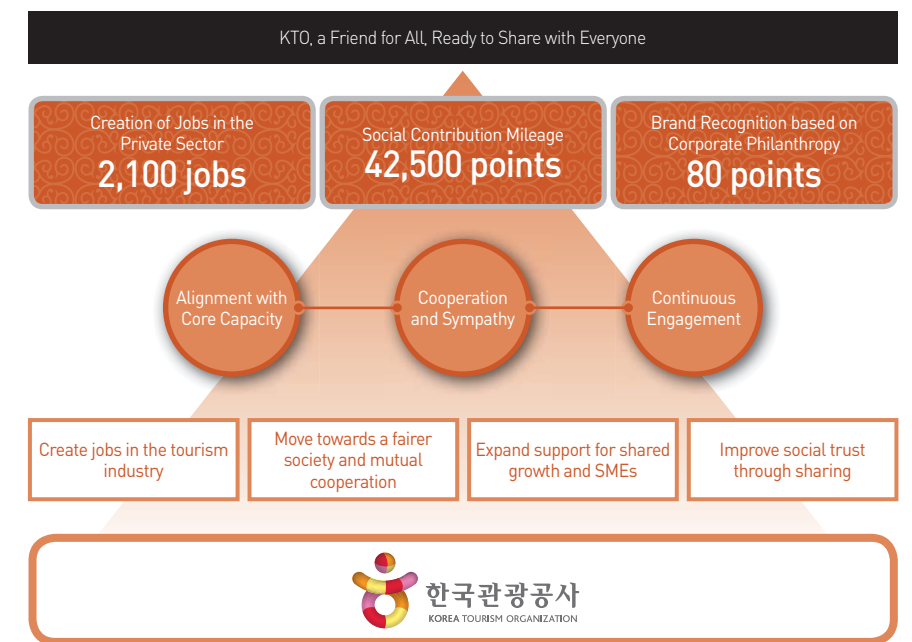 KTO, a Friend for All, Ready to Share with Everyone
Creation of Jobs in the
Private Sector
2,100 jobs
Social Contribution Mileage
42,500 points
Brand Recognition based on
Corporate Philanthropy
80 points
Alignment with
Core Capacity
Cooperation
and Sympathy
Continuous
Engagement
Create jobs in the tourism
industry
Move towards a fairer
society and mutual
cooperation
Expand support for shared
growth and SMEs
Improve social trust
through sharing
한국관광공사
KOREA TOURISM ORGANIZATION